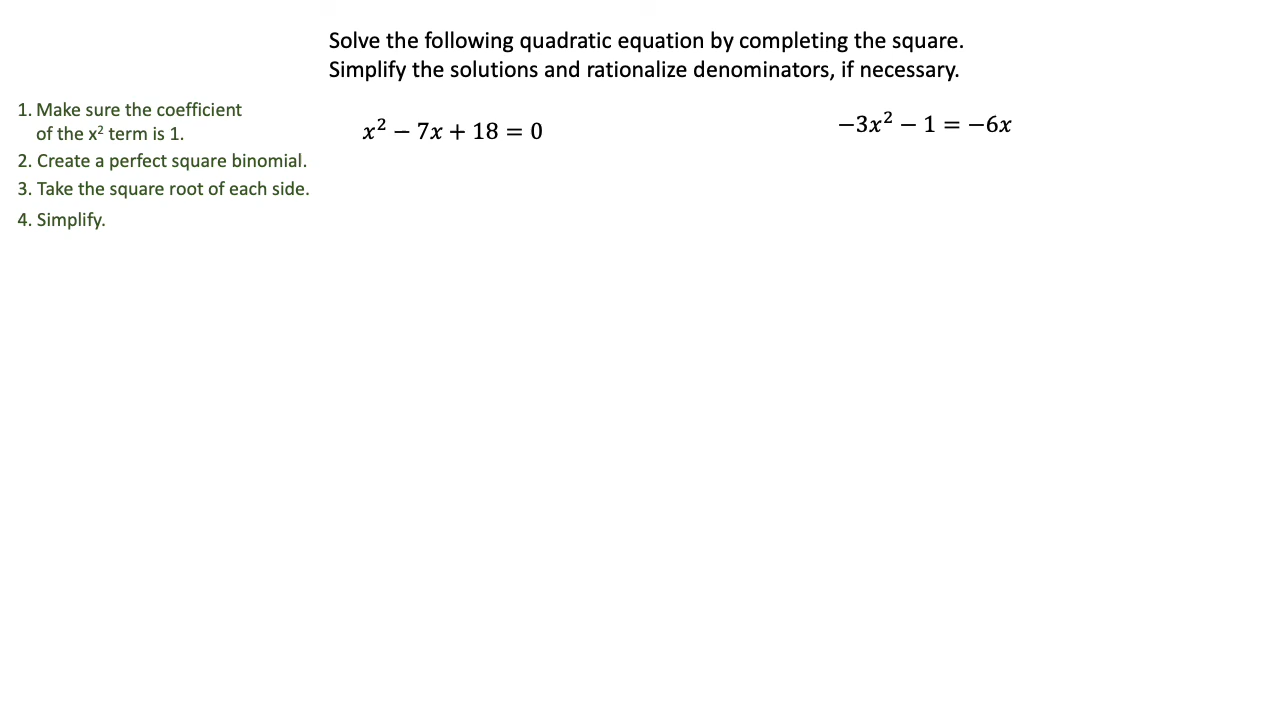 Solve the following quadratic equation by completing the square.
Simplify the solutions and rationalize denominators, if necessary.
1. Make sure the coefficient
of the x² term is 1.
2. Create a perfect square binomial.
3. Take the square root of each side.
4. Simplify.
x² − 7x + 18 = 0
−3x² − 1 = −6x